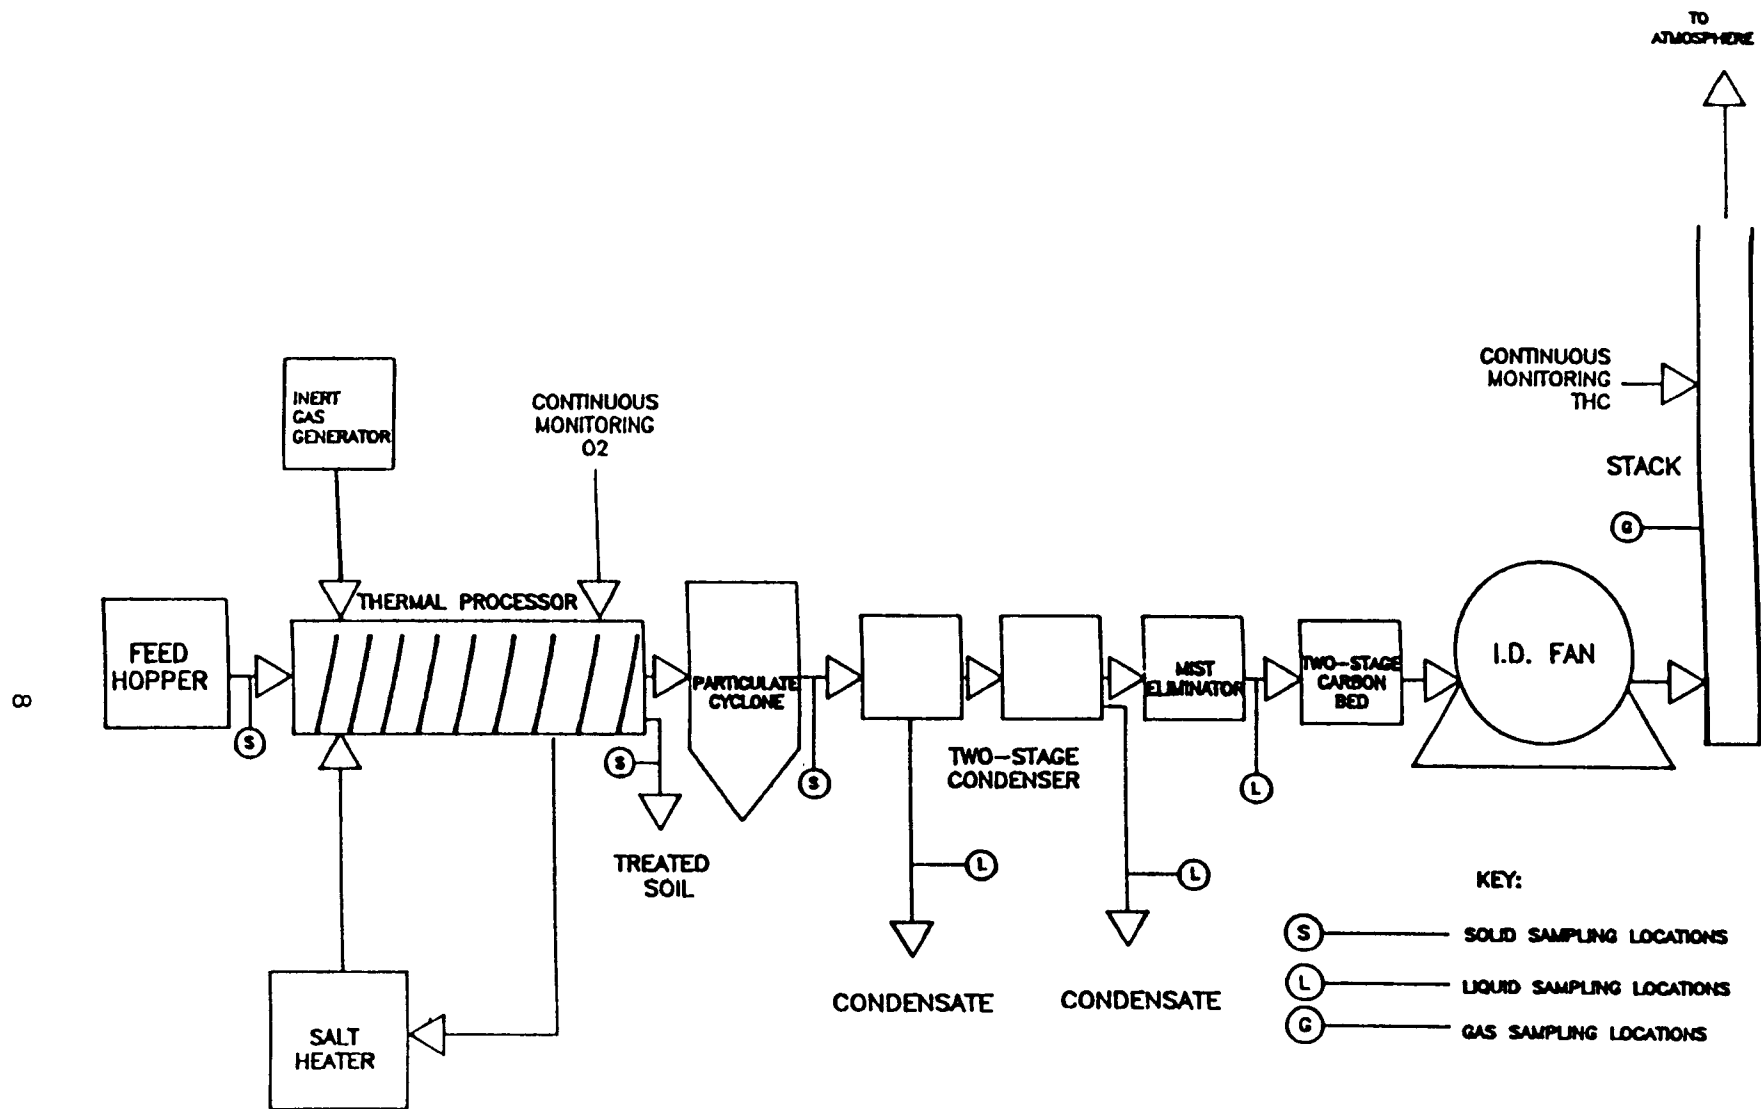 TO
ATMOSPHERE
CONTINUOUS
MONITORING
THC
INERT
GAS
GENERATOR
CONTINUOUS
MONITORING
O2
STACK
G
THERMAL PROCESSOR
FEED
HOPPER
I.D. FAN
PARTICULATE
CYCLONE
MIST
ELIMINATOR
TWO-STAGE
CARBON
BED
8
S
S
S
TWO-STAGE
CONDENSER
L
TREATED
SOIL
L
L
KEY:
S SOLID SAMPLING LOCATIONS
L LIQUID SAMPLING LOCATIONS
G GAS SAMPLING LOCATIONS
CONDENSATE
CONDENSATE
SALT
HEATER